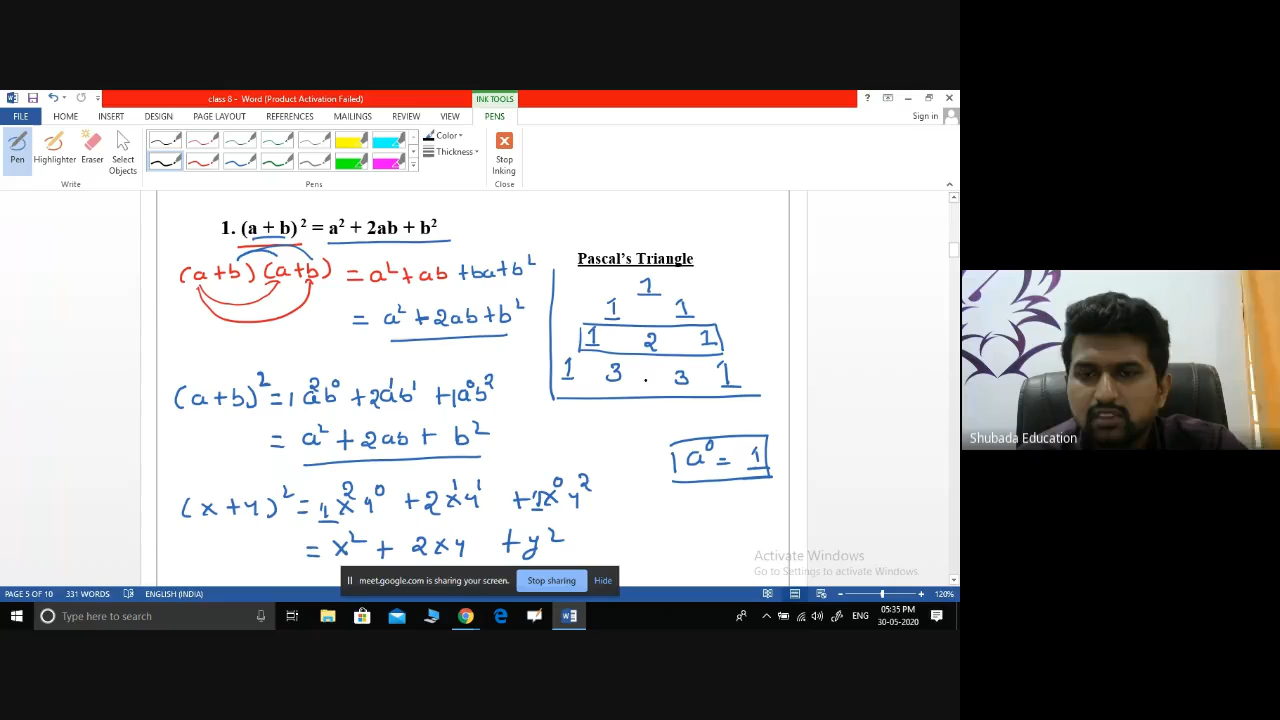 class 8 - Word (Product Activation Failed)
INK TOOLS
Sign in
FILE HOME INSERT DESIGN PAGE LAYOUT REFERENCES MAILINGS REVIEW VIEW PENS
Color
Thickness
Pen Highlighter Eraser Select Objects
Stop Inking
Write Pens Close
1. (a + b)² = a² + 2ab + b²
(a+b)(a+b) = a²+ab+ba+b²
= a²+2ab+b²
(a+b)² = 1a²b⁰ + 2a¹b¹ + 1a⁰b²
= a² + 2ab + b²
(x+y)² = 1x²y⁰ + 2x¹y¹ + 1x⁰y²
= x² + 2xy + y²
Pascal's Triangle
1
1 1
1 2 1
1 3 . 3 1
a⁰ = 1
Shubada Education
Activate Windows
Go to Settings to activate Windows.
meet.google.com is sharing your screen. Stop sharing Hide
PAGE 5 OF 10 331 WORDS ENGLISH (INDIA) 120%
Type here to search
ENG
05:35 PM
30-05-2020